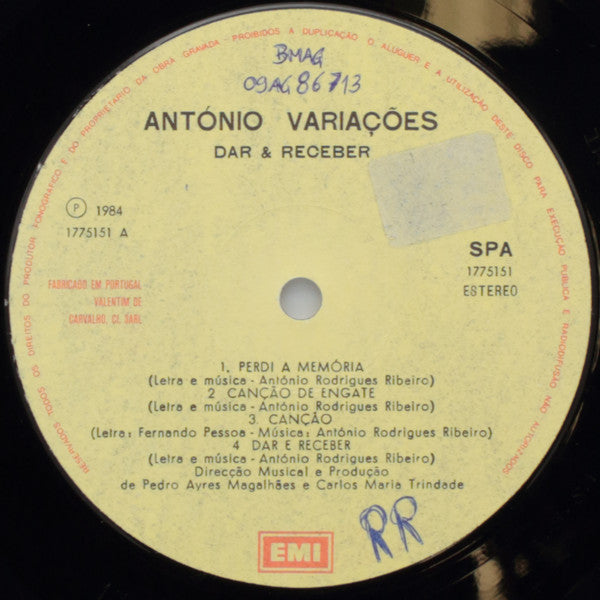 RESERVADOS TODOS OS DIREITOS DO PRODUTOR FONOGRAFICO E DO PROPRIETARIO DA OBRA GRAVADA - PROIBIDOS A DUPLICAÇÃO O ALUGUER E A UTILIZAÇÃO DESTE DISCO PARA EXECUÇÃO PUBLICA E RADIODIFUSÃO NÃO AUTORIZADOS
BMAG
09AG86713
ANTÓNIO VARIAÇÕES
DAR & RECEBER
P 1984
1775151 A
SPA
1775151
ESTEREO
FABRICADO EM PORTUGAL
VALENTIM DE
CARVALHO, CI. SARL
1. PERDI A MEMÓRIA
(Letra e música - António Rodrigues Ribeiro)
2 CANÇÃO DE ENGATE
(Letra e música - António Rodrigues Ribeiro)
3. CANÇÃO
(Letra: Fernando Pessoa - Música: António Rodrigues Ribeiro)
4. DAR E RECEBER
(Letra e música - António Rodrigues Ribeiro)
Direcção Musical e Produção
de Pedro Ayres Magalhães e Carlos Maria Trindade
EMI
RR